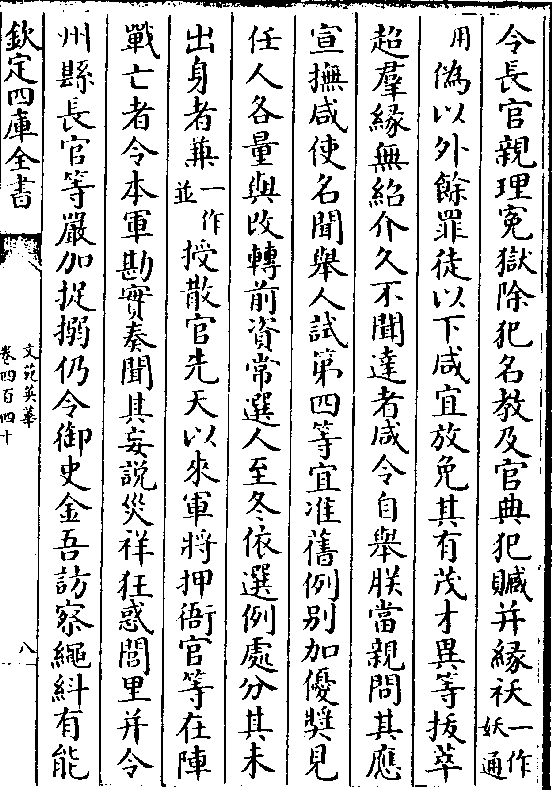 令長官親理寃獄除犯名教及官典犯贓并緣祅一作妖通
用僞以外餘罪徒以下咸宜放免其有茂才異等拔萃
超羣緣無紹介久不聞達者咸令自舉朕當親問其應
宣撫咸使名聞舉人試第四等宜准舊例别加優奬見
任人各量與改轉前資常選人至冬依選例處分其未
出身者兼一作並授散官先天以來軍將押衙官等在陣
戰亡者令本軍勘實奏聞其妄説災祥狂惑閭里并令
州縣長官等嚴加捉搦仍令御史金吾訪察繩糾有能
欽定四庫全書
文苑英華
卷四百四十
八